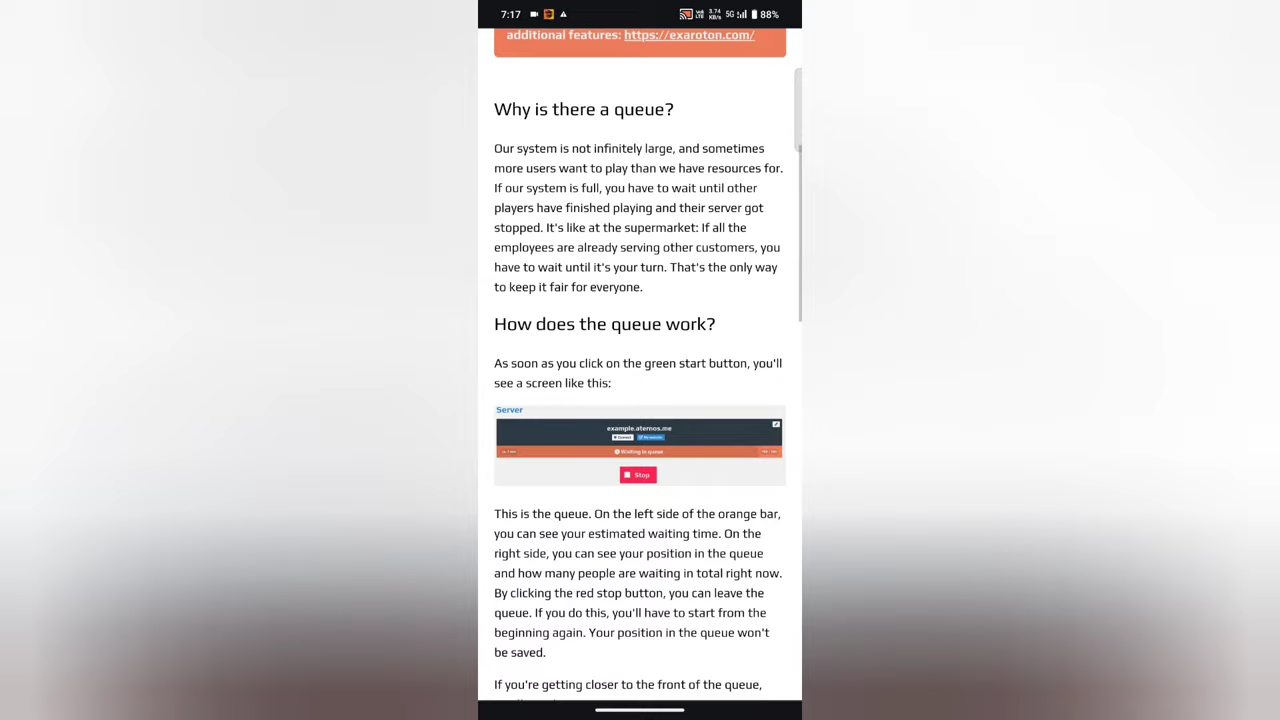 7:17
3.74
KB/s
5G
88%
additional features: https://exaroton.com/
Why is there a queue?
Our system is not infinitely large, and sometimes
more users want to play than we have resources for.
If our system is full, you have to wait until other
players have finished playing and their server got
stopped. It's like at the supermarket: If all the
employees are already serving other customers, you
have to wait until it's your turn. That's the only way
to keep it fair for everyone.
How does the queue work?
As soon as you click on the green start button, you'll
see a screen like this:
Server
example.aternos.me
Connect
Waiting in queue
Stop
This is the queue. On the left side of the orange bar,
you can see your estimated waiting time. On the
right side, you can see your position in the queue
and how many people are waiting in total right now.
By clicking the red stop button, you can leave the
queue. If you do this, you'll have to start from the
beginning again. Your position in the queue won't
be saved.
If you're getting closer to the front of the queue,